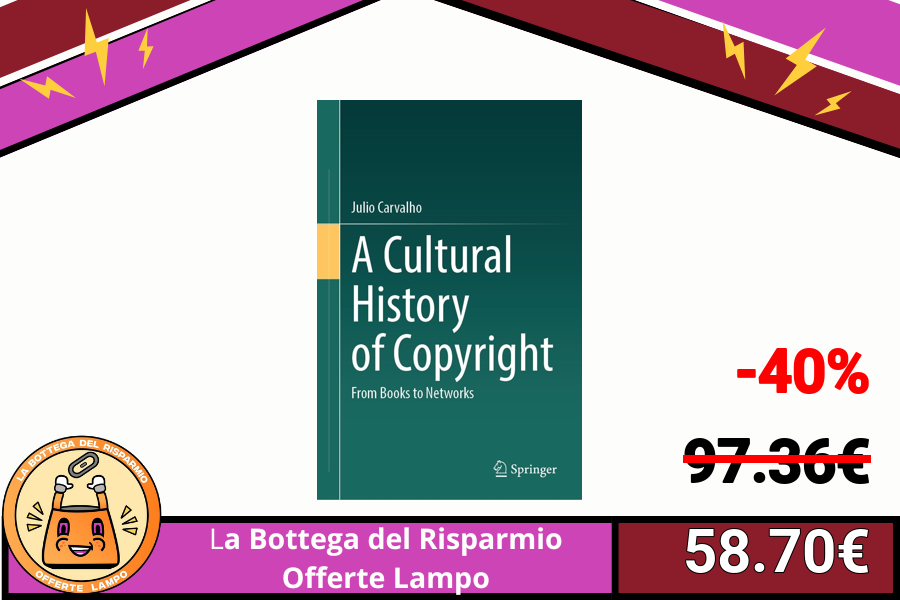 Julio Carvalho
A Cultural
History
of Copyright
From Books to Networks
Springer
-40%
97.36€
58.70€
LA BOTTEGA DEL RISPARMIO
OFFERTE LAMPO
La Bottega del Risparmio
Offerte Lampo